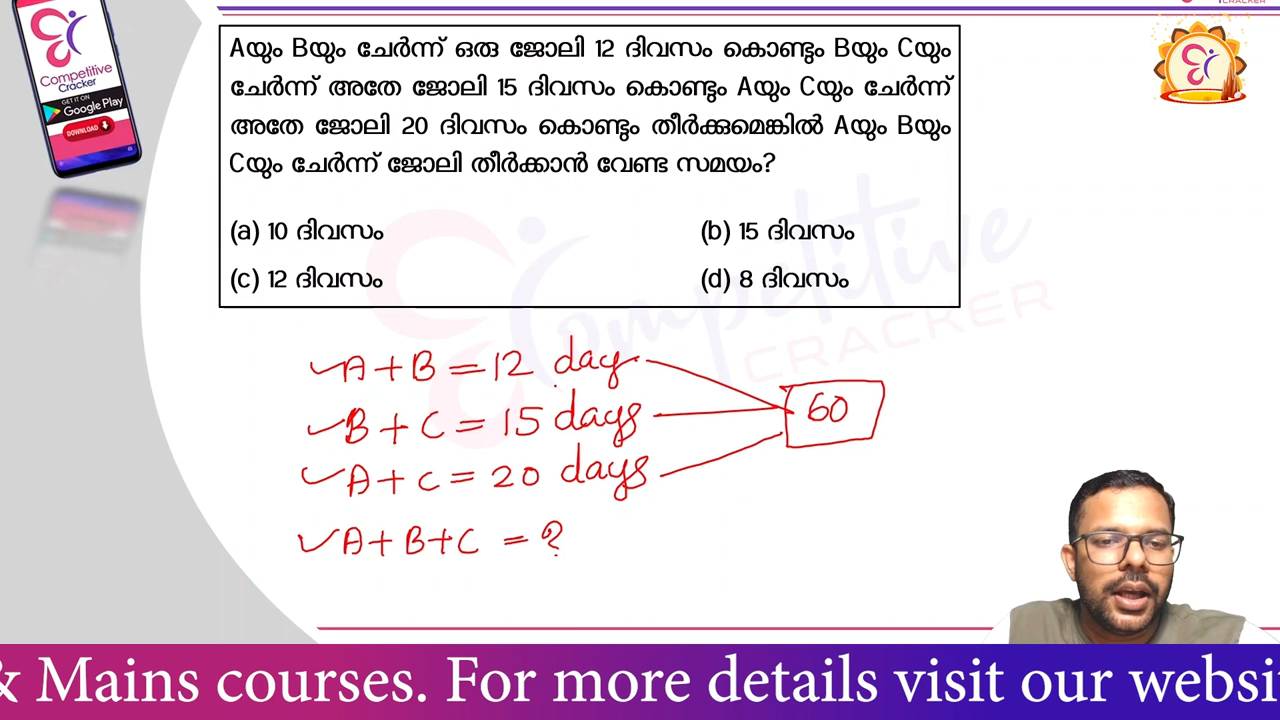 CRACKER
Competitive
Cracker
GET IT ON
Google Play
DOWNLOAD
Aയും Bയും ചേർന്ന് ഒരു ജോലി 12 ദിവസം കൊണ്ടും Bയും Cയും
ചേർന്ന് അതേ ജോലി 15 ദിവസം കൊണ്ടും Aയും Cയും ചേർന്ന്
അതേ ജോലി 20 ദിവസം കൊണ്ടും തീർക്കുമെങ്കിൽ Aയും Bയും
Cയും ചേർന്ന് ജോലി തീർക്കാൻ വേണ്ട സമയം?
(a) 10 ദിവസം (b) 15 ദിവസം
(c) 12 ദിവസം (d) 8 ദിവസം
Competitive
CRACKER
A+B=12 days
B+C=15 days
60
A+C=20 days
A+B+C=?
& Mains courses. For more details visit our websi